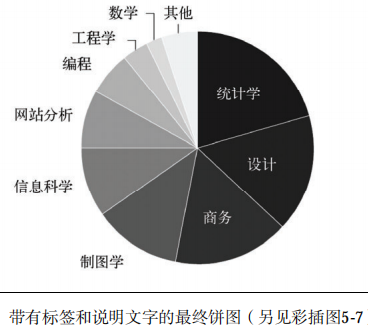 数学
其他
工程学
编程
统计学
网站分析
设计
信息科学
商务
制图学
带有标签和说明文字的最终饼图（另见彩插图5-7